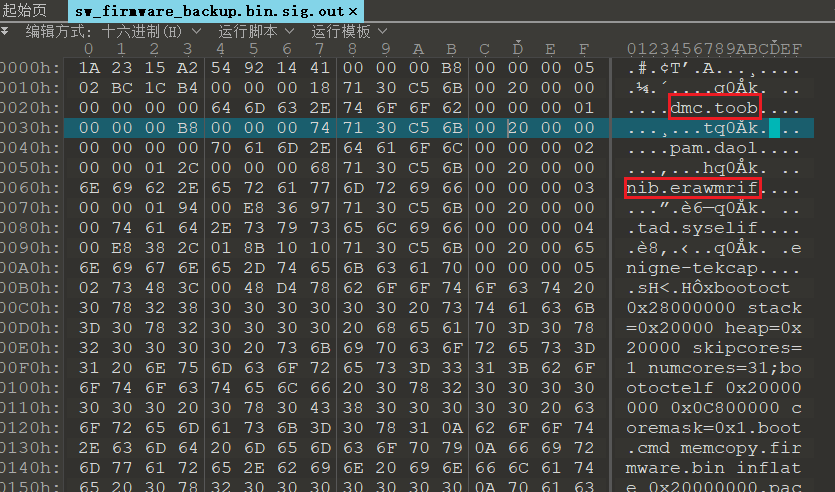 起始页 sw_firmware_backup.bin.sig.out ×
编辑方式: 十六进制(H) 运行脚本 运行模板
0 1 2 3 4 5 6 7 8 9 A B C D E F 0123456789ABCDEF
0000h: 1A 23 15 A2 54 92 14 41 00 00 00 B8 00 00 00 05 .#.¢T’.A...¸....
0010h: 02 BC 1C B4 00 00 00 18 71 30 C5 6B 00 20 00 00 .¼.´....q0Åk. ..
0020h: 00 00 00 00 64 6D 63 2E 74 6F 6F 62 00 00 00 01 ....dmc.toob....
0030h: 00 00 00 B8 00 00 00 74 71 30 C5 6B 00 20 00 00 ...¸...tq0Åk. ..
0040h: 00 00 00 00 70 61 6D 2E 64 61 6F 6C 00 00 00 02 ....pam.daol....
0050h: 00 00 01 2C 00 00 00 68 71 30 C5 6B 00 20 00 00 ...,...hq0Åk. ..
0060h: 6E 69 62 2E 65 72 61 77 6D 72 69 66 00 00 00 03 nib.erawmrif....
0070h: 00 00 01 94 00 E8 36 97 71 30 C5 6B 00 20 00 00 ...”.è6—q0Åk. ..
0080h: 00 74 61 64 2E 73 79 73 65 6C 69 66 00 00 00 04 .tad.syselif....
0090h: 00 E8 38 2C 01 8B 10 10 71 30 C5 6B 00 20 00 65 .è8,.‹..q0Åk. .e
00A0h: 6E 69 67 6E 65 2D 74 65 6B 63 61 70 00 00 00 05 nigne-tekcap....
00B0h: 02 73 48 3C 00 48 D4 78 62 6F 6F 74 6F 63 74 20 .sH<.HÔxbootoct
00C0h: 30 78 32 38 30 30 30 30 30 30 20 73 74 61 63 6B 0x28000000 stack
00D0h: 3D 30 78 32 30 30 30 30 20 68 65 61 70 3D 30 78 =0x20000 heap=0x
00E0h: 32 30 30 30 30 20 73 6B 69 70 63 6F 72 65 73 3D 20000 skipcores=
00F0h: 31 20 6E 75 6D 63 6F 72 65 73 3D 33 31 3B 62 6F 1 numcores=31;bo
0100h: 6F 74 6F 63 74 65 6C 66 20 30 78 32 30 30 30 30 otoctelf 0x20000
0110h: 30 30 30 20 30 78 30 43 38 30 30 30 30 30 20 63 000 0x0C800000 c
0120h: 6F 72 65 6D 61 73 6B 3D 30 78 31 0A 62 6F 6F 74 oremask=0x1.boot
0130h: 2E 63 6D 64 20 6D 65 6D 63 6F 70 79 0A 66 69 72 .cmd memcopy.fir
0140h: 6D 77 61 72 65 2E 62 69 6E 20 69 6E 66 6C 61 74 mware.bin inflat
0150h: 65 20 30 78 32 30 30 30 30 30 30 30 0A 70 61 63 e 0x20000000.pac